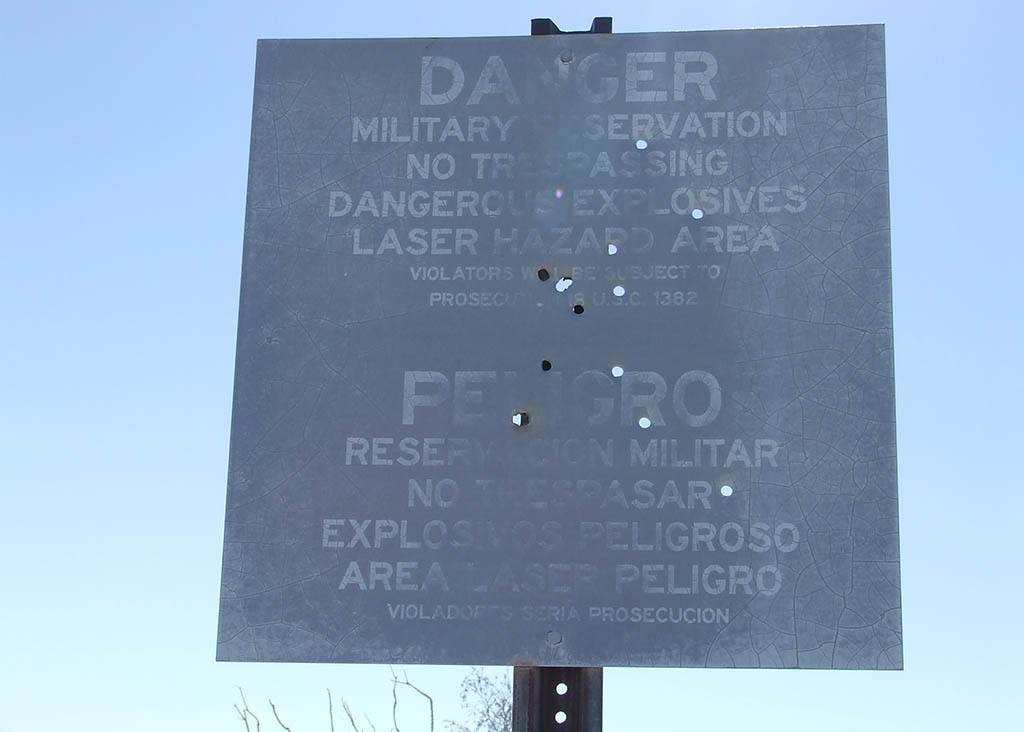 DANGER
MILITARY RESERVATION
NO TRESPASSING
DANGEROUS EXPLOSIVES
LASER HAZARD AREA
VIOLATORS WILL BE SUBJECT TO
PROSECUTION 18 U.S.C. 1382
PELIGRO
RESERVACION MILITAR
NO THESPASAR
EXPLOSIVOS PELIGROSO
AREA LASER PELIGRO
VIOLADORES SERIA PROSECUCION